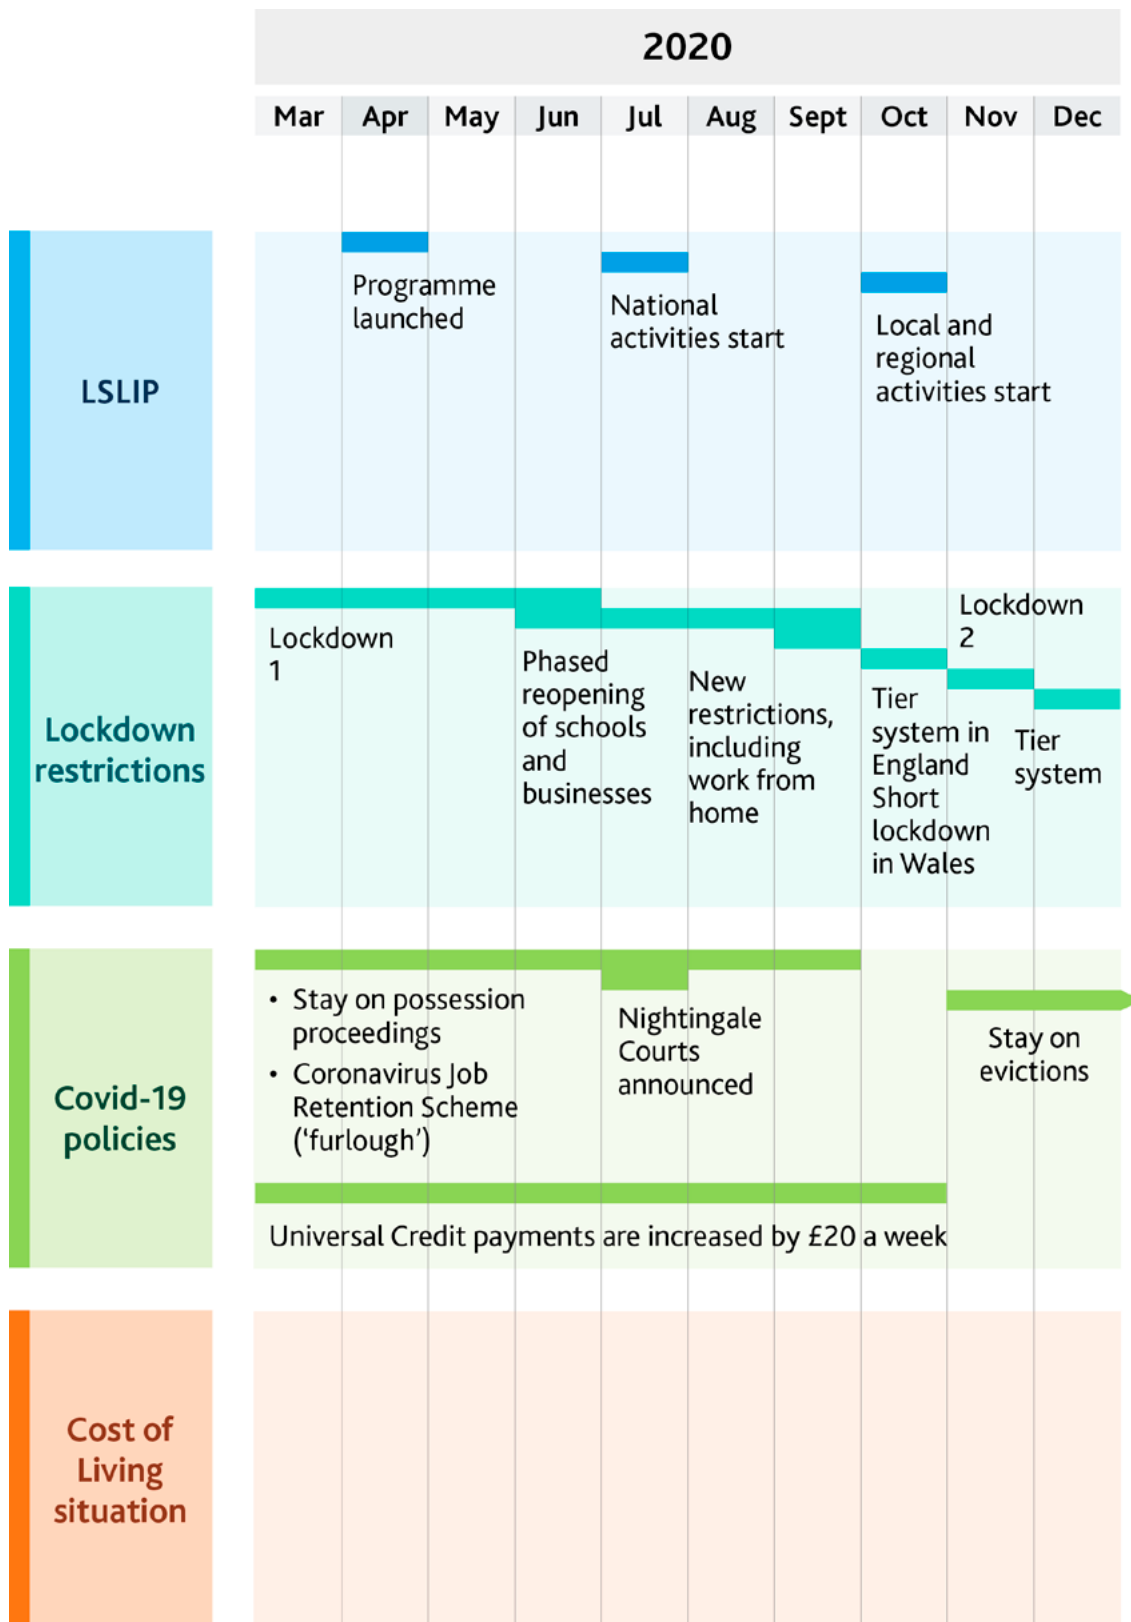 2020
Mar Apr May Jun Jul Aug Sept Oct Nov Dec
LSLIP
Programme
launched
National
activities start
Local and
regional
activities start
Lockdown
restrictions
Lockdown
1
Phased
reopening
of schools
and
businesses
New
restrictions,
including
work from
home
Tier
system in
England
Short
lockdown
in Wales
Lockdown
2
Tier
system
Covid-19
policies
• Stay on possession
proceedings
• Coronavirus Job
Retention Scheme
(‘furlough’)
Nightingale
Courts
announced
Stay on
evictions
Universal Credit payments are increased by £20 a week
Cost of
Living
situation